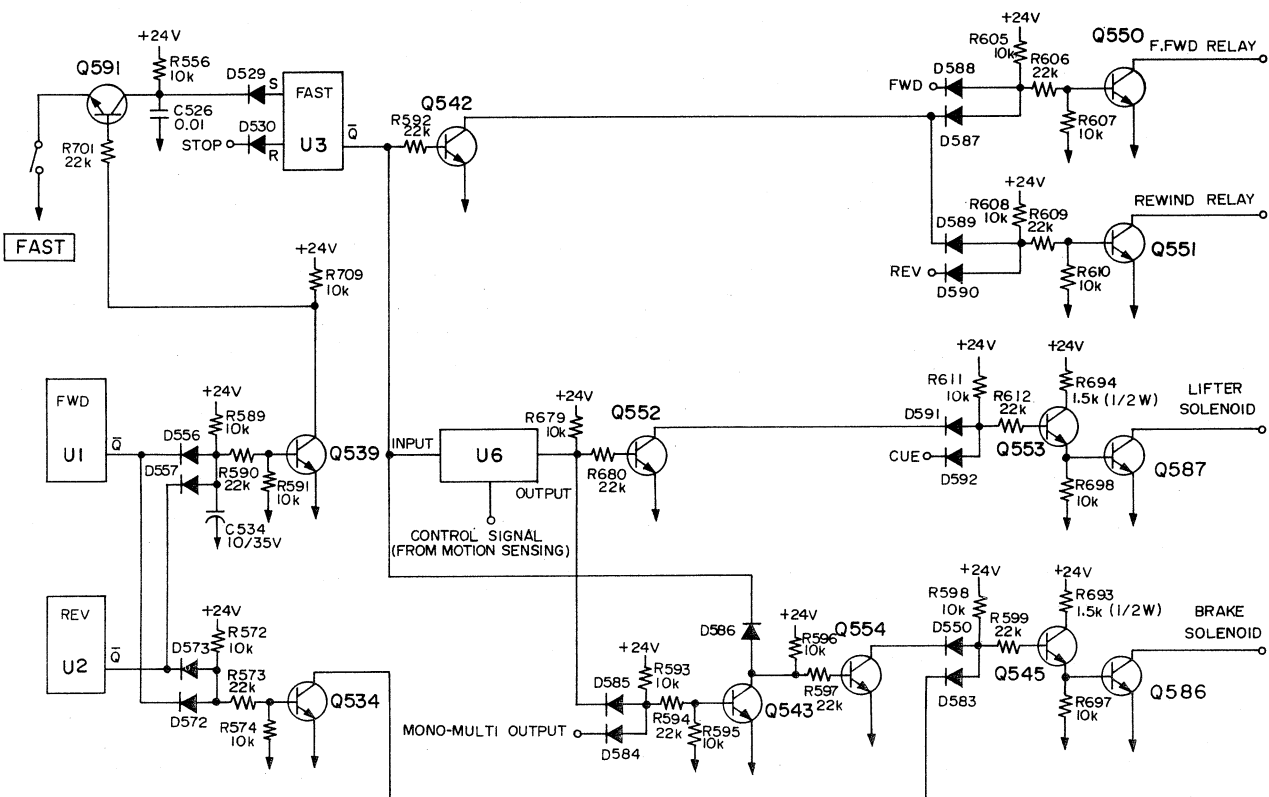 +24V
Q591
R556
10k
D529
S
FAST
U3
R
Q̅
C526
0.01
D530
STOP
R701
22k
FAST
R592
22k
Q542
+24V
R605
10k
R606
22k
Q550
F.FWD RELAY
D588
FWD
D587
R607
10k
+24V
R608
10k
R609
22k
REWIND RELAY
D589
REV
D590
R610
10k
Q551
+24V
R709
10k
FWD
U1
Q̅
+24V
R589
10k
D556
D557
R590
22k
R591
10k
Q539
C534
10/35V
INPUT
U6
OUTPUT
CONTROL SIGNAL
(FROM MOTION SENSING)
+24V
R679
10k
R680
22k
Q552
+24V
R611
10k
D591
CUE
D592
R612
22k
+24V
R694
1.5k (1/2W)
Q553
R698
10k
LIFTER
SOLENOID
Q587
REV
U2
Q̅
+24V
R572
10k
D573
R573
22k
D572
R574
10k
Q534
D586
+24V
R593
10k
D585
MONO-MULTI OUTPUT
D584
R594
22k
R595
10k
Q543
+24V
R596
10k
R597
22k
Q554
+24V
R598
10k
D550
D583
R599
22k
+24V
R693
1.5k (1/2W)
Q545
R697
10k
BRAKE
SOLENOID
Q586